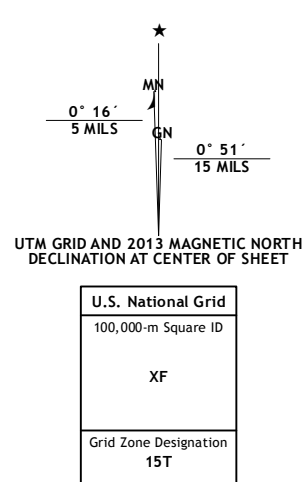 ★
MN
0° 16´
5 MILS
GN
0° 51´
15 MILS
UTM GRID AND 2013 MAGNETIC NORTH
DECLINATION AT CENTER OF SHEET
U.S. National Grid
100,000-m Square ID
XF
Grid Zone Designation
15T